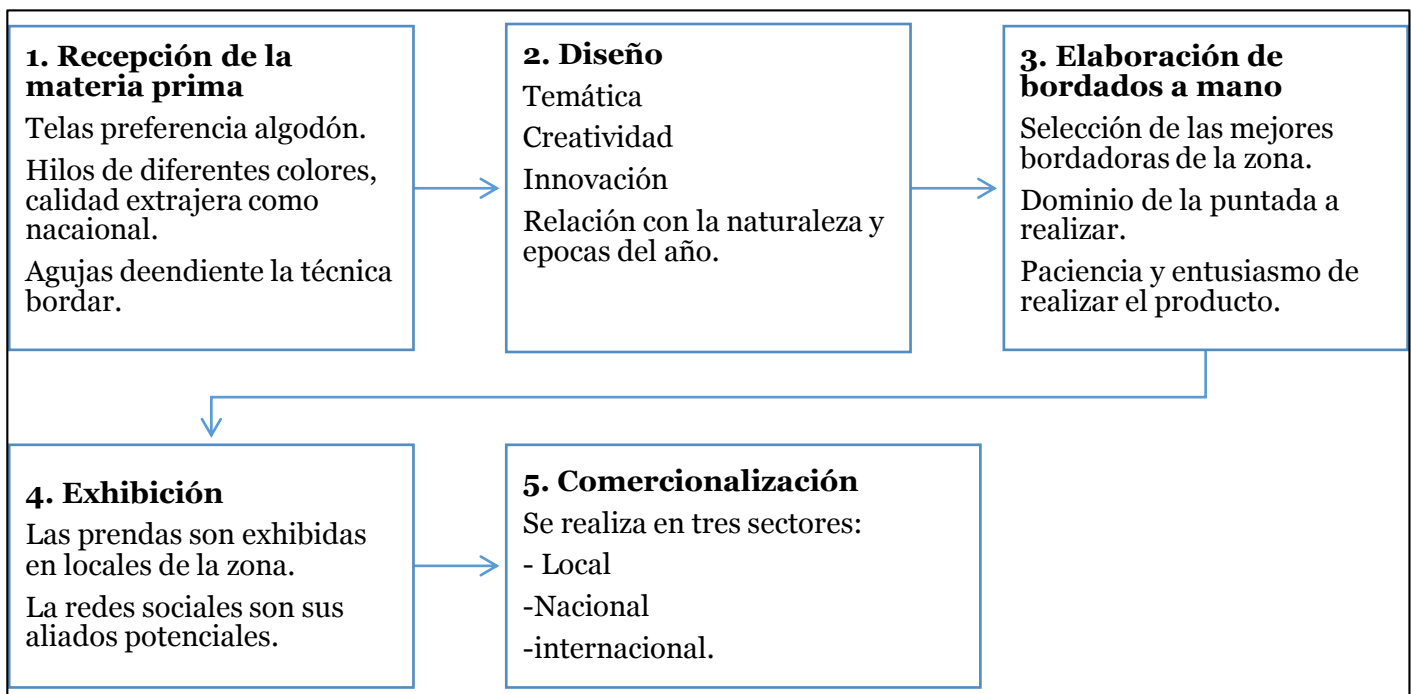 1. Recepción de la
materia prima
Telas preferencia algodón.
Hilos de diferentes colores,
calidad extrajera como
nacaional.
Agujas deendiente la técnica
bordar.
2. Diseño
Temática
Creatividad
Innovación
Relación con la naturaleza y
epocas del año.
3. Elaboración de
bordados a mano
Selección de las mejores
bordadoras de la zona.
Dominio de la puntada a
realizar.
Paciencia y entusiasmo de
realizar el producto.
4. Exhibición
Las prendas son exhibidas
en locales de la zona.
La redes sociales son sus
aliados potenciales.
5. Comercionalización
Se realiza en tres sectores:
- Local
-Nacional
-internacional.